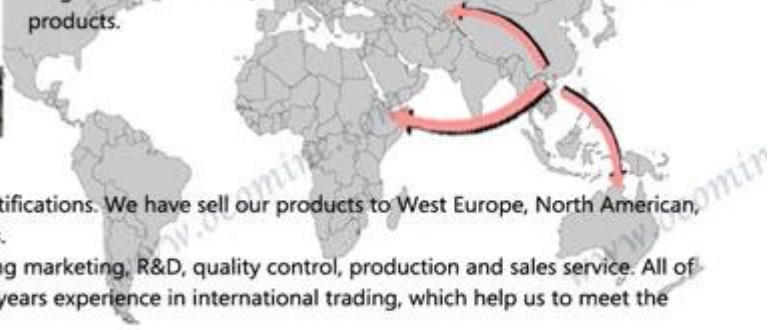 products.
tifications. We have sell our products to West Europe, North American,
s.
ng marketing, R&D, quality control, production and sales service. All of
years experience in international trading, which help us to meet the